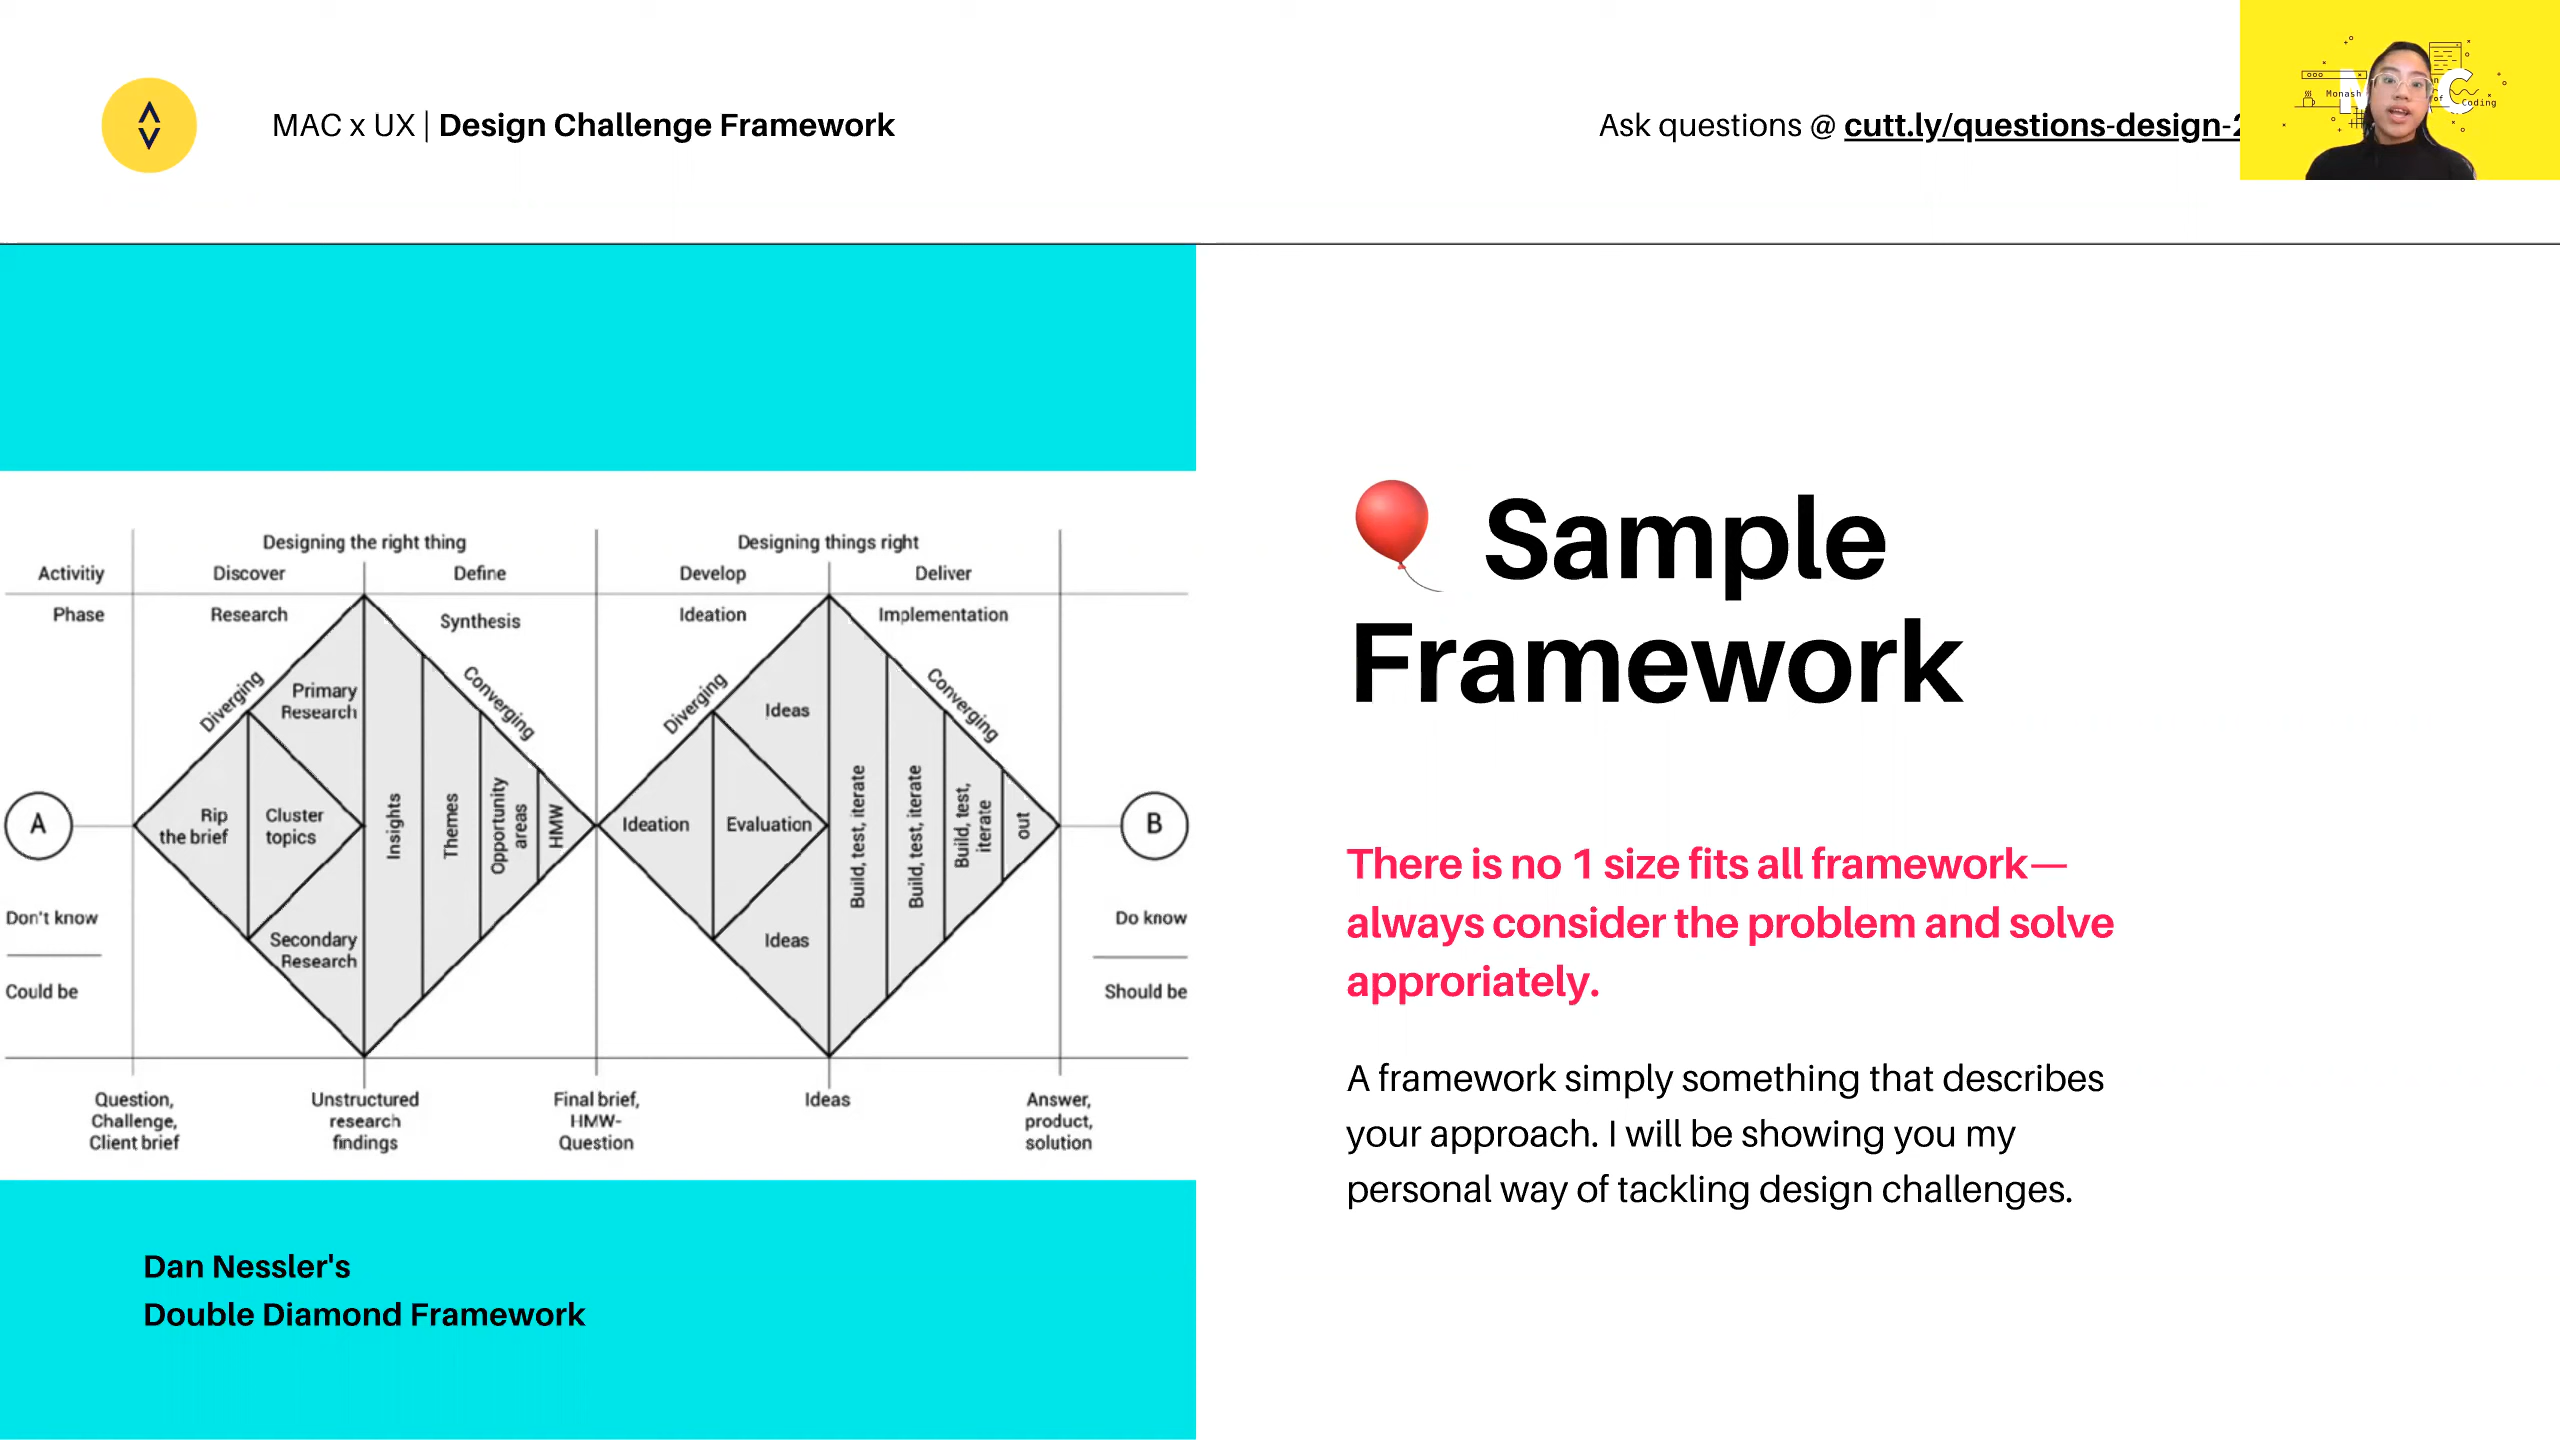 MAC x UX | Design Challenge Framework
Ask questions @ cutt.ly/questions-design-2
Monash
of
Coding
Designing the right thing
Designing things right
Activitiy
Discover
Define
Develop
Deliver
Phase
Research
Synthesis
Ideation
Implementation
Diverging
Primary
Research
Converging
Diverging
Ideas
Converging
A
Rip
the brief
Cluster
topics
Insights
Themes
Opportunity
areas
HMW
Ideation
Evaluation
Build, test, iterate
Build, test, iterate
Build, test,
iterate
out
B
Don't know
Could be
Secondary
Research
Ideas
Do know
Should be
Question,
Challenge,
Client brief
Unstructured
research
findings
Final brief,
HMW-
Question
Ideas
Answer,
product,
solution
Dan Nessler's
Double Diamond Framework
Sample
Framework
There is no 1 size fits all framework—
always consider the problem and solve
approriately.
A framework simply something that describes
your approach. I will be showing you my
personal way of tackling design challenges.